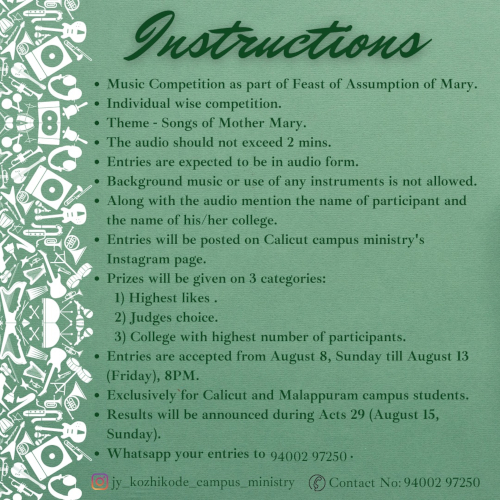 Instructions
• Music Competition as part of Feast of Assumption of Mary.
• Individual wise competition.
• Theme - Songs of Mother Mary.
• The audio should not exceed 2 mins.
• Entries are expected to be in audio form.
• Background music or use of any instruments is not allowed.
• Along with the audio mention the name of participant and
the name of his/her college.
• Entries will be posted on Calicut campus ministry's
Instagram page.
• Prizes will be given on 3 categories:
1) Highest likes .
2) Judges choice.
3) College with highest number of participants.
• Entries are accepted from August 8, Sunday till August 13
(Friday), 8PM.
• Exclusively for Calicut and Malappuram campus students.
• Results will be announced during Acts 29 (August 15,
Sunday).
• Whatsapp your entries to 94002 97250 .
jy_kozhikode_campus_ministry Contact No: 94002 97250